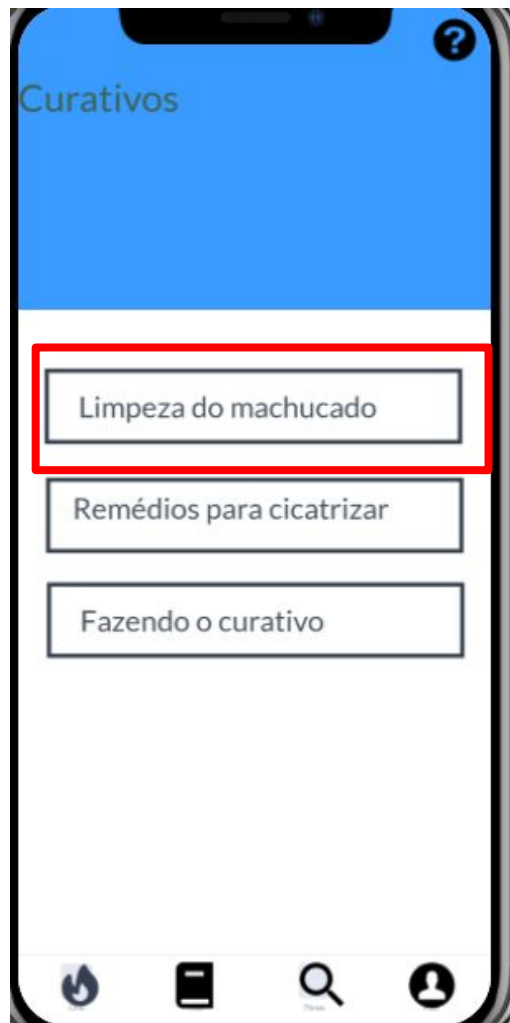 Curativos
Limpeza do machucado
Remédios para cicatrizar
Fazendo o curativo